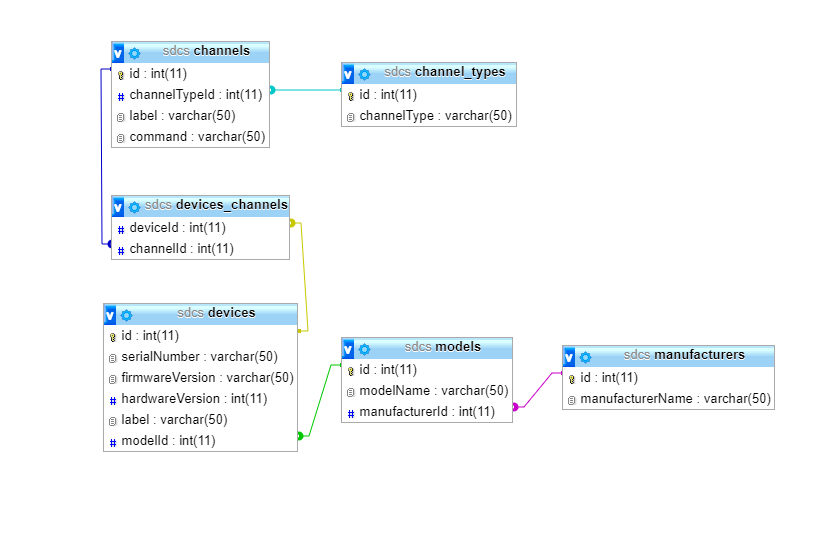 v sdcs channels
id : int(11)
# channelTypeId : int(11)
label : varchar(50)
command : varchar(50)
v sdcs channel_types
id : int(11)
channelType : varchar(50)
v sdcs devices_channels
# deviceId : int(11)
# channelId : int(11)
v sdcs devices
id : int(11)
serialNumber : varchar(50)
firmwareVersion : varchar(50)
# hardwareVersion : int(11)
label : varchar(50)
# modelId : int(11)
v sdcs models
id : int(11)
modelName : varchar(50)
# manufacturerId : int(11)
v sdcs manufacturers
id : int(11)
manufacturerName : varchar(50)